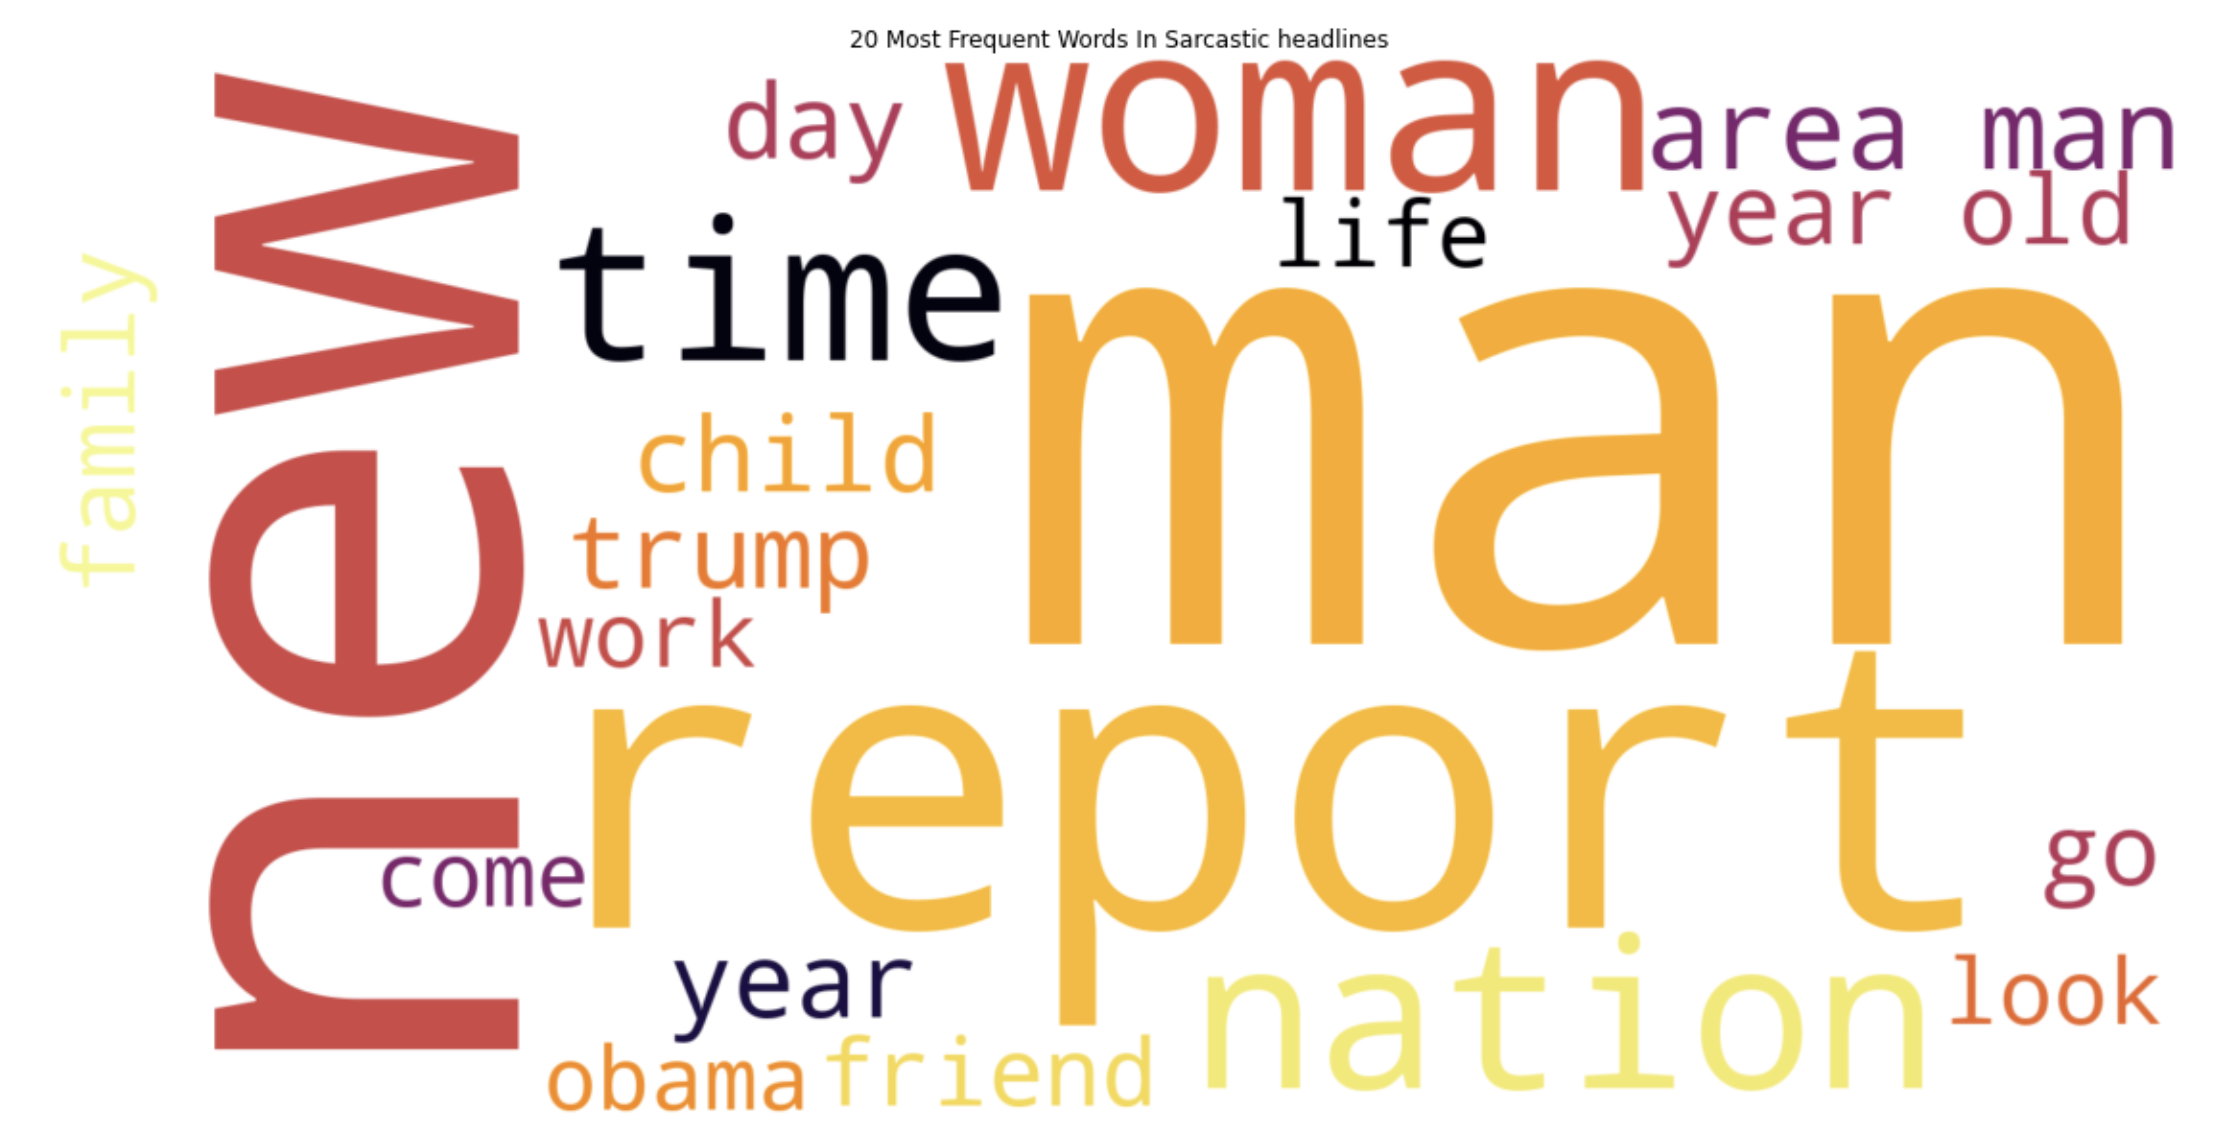 20 Most Frequent Words In Sarcastic headlines
day
woman
area man
year old
life
time
new
family
man
child
trump
work
report
come
go
year
nation
look
obama
friend